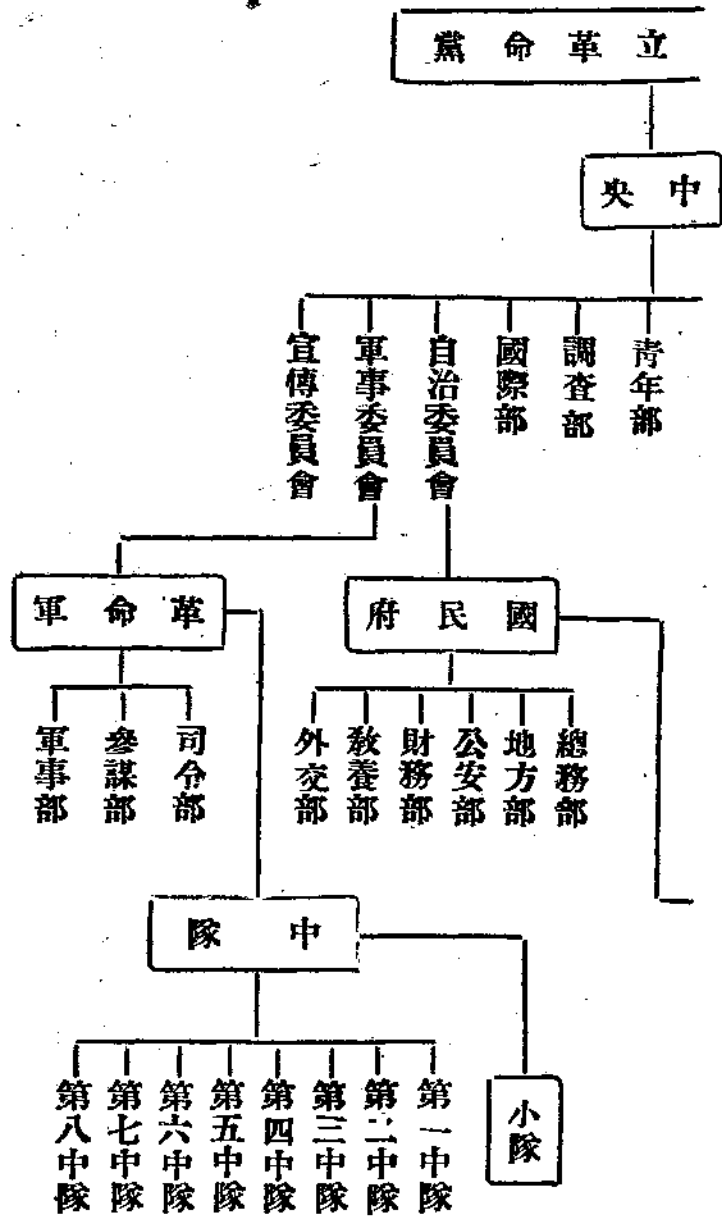 立革命黨
中央
青年部
調査部
國際部
自治委員會
軍事委員會
宣傳委員會
國民府
革命軍
總務部
地方部
公安部
財務部
敎養部
外交部
司令部
參謀部
軍事部
中隊
小隊
第一中隊
第二中隊
第三中隊
第四中隊
第五中隊
第六中隊
第七中隊
第八中隊